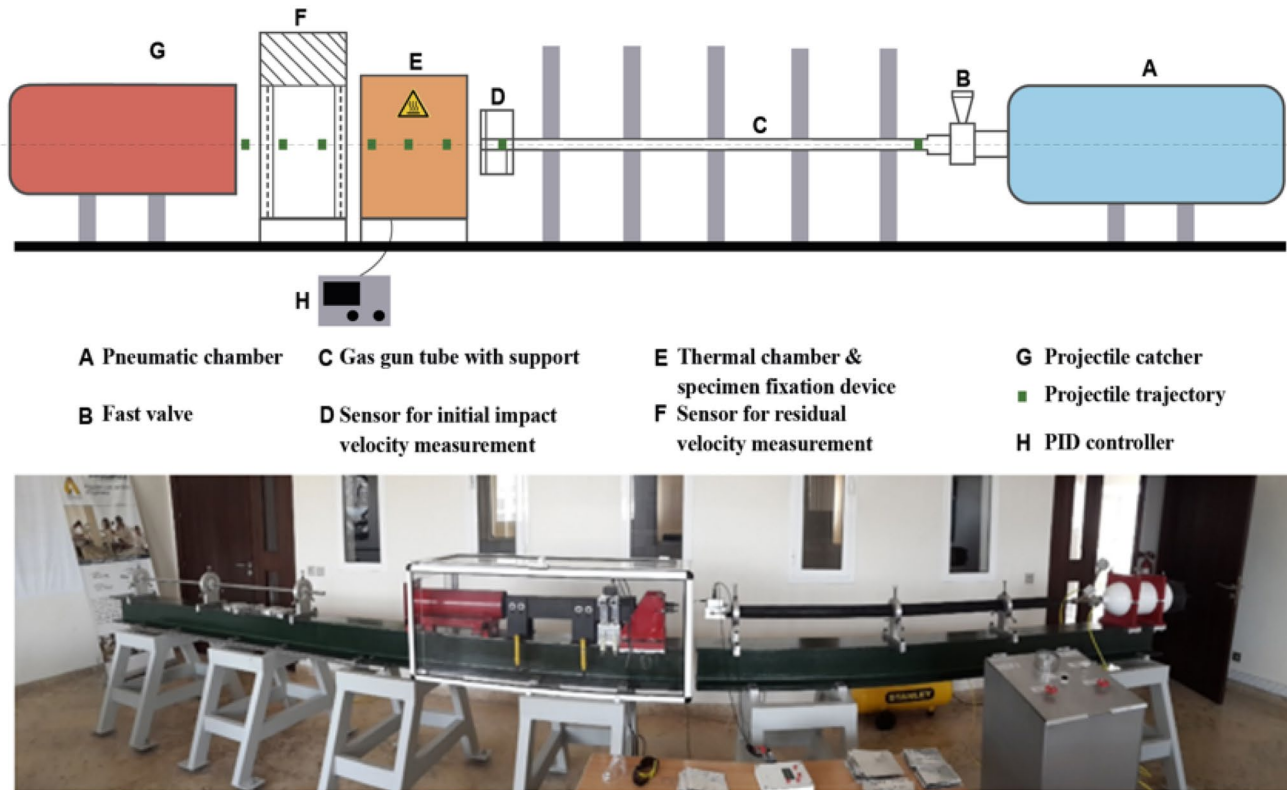 F
G
E
D
B
A
C
H
A Pneumatic chamber
C Gas gun tube with support
E Thermal chamber &
specimen fixation device
G Projectile catcher
Projectile trajectory
B Fast valve
D Sensor for initial impact
velocity measurement
F Sensor for residual
velocity measurement
H PID controller
STANLEY